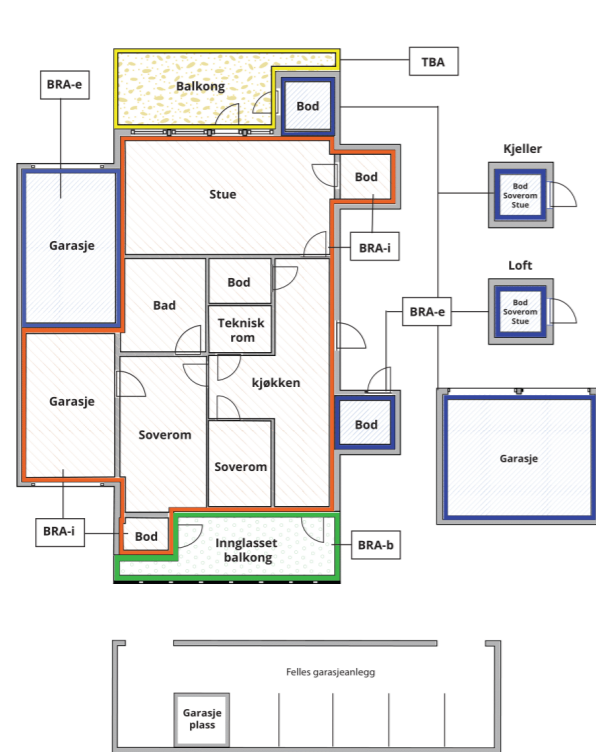 TBA
BRA-e
Balkong
Bod
Kjeller
Bod
Soverom
Stue
Stue
Bod
BRA-i
Garasje
Loft
Bod
Soverom
Stue
Bod
Bad
BRA-e
Teknisk
rom
kjøkken
Garasje
Bod
Soverom
Garasje
Soverom
BRA-i
Bod
Innglasset
balkong
BRA-b
Felles garasjeanlegg
Garasje
plass